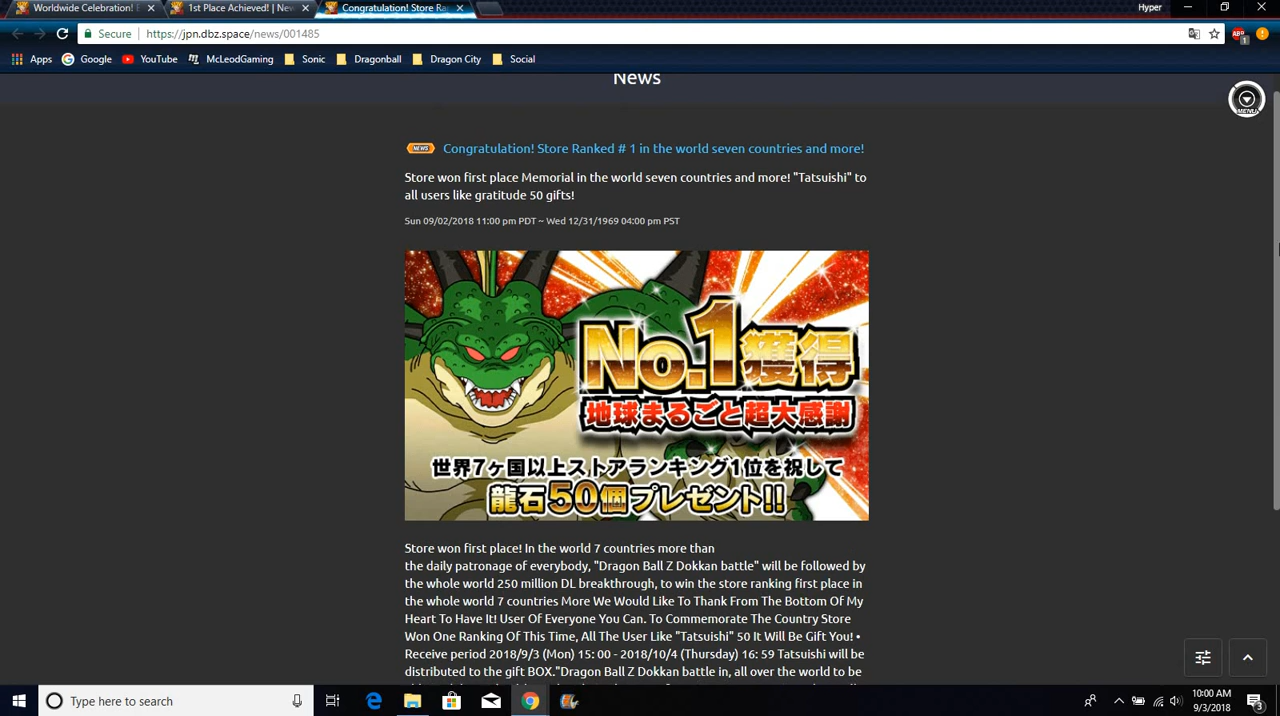 Worldwide Celebration! E
1st Place Achieved! | New
Congratulation! Store Ra
Hyper
Secure
https://jpn.dbz.space/news/001485
ABP
1
Apps
Google
YouTube
McLeodGaming
Sonic
Dragonball
Dragon City
Social
News
MENU
NEWS
Congratulation! Store Ranked # 1 in the world seven countries and more!
Store won first place Memorial in the world seven countries and more! "Tatsuishi" to
all users like gratitude 50 gifts!
Sun 09/02/2018 11:00 pm PDT ~ Wed 12/31/1969 04:00 pm PST
No.1獲得
地球まるごと超大感謝
世界7ヶ国以上ストアランキング1位を祝して
龍石50個プレゼント!!
Store won first place! In the world 7 countries more than
the daily patronage of everybody, "Dragon Ball Z Dokkan battle" will be followed by
the whole world 250 million DL breakthrough, to win the store ranking first place in
the whole world 7 countries More We Would Like To Thank From The Bottom Of My
Heart To Have It! User Of Everyone You Can. To Commemorate The Country Store
Won One Ranking Of This Time, All The User Like "Tatsuishi" 50 It Will Be Gift You! •
Receive period 2018/9/3 (Mon) 15: 00 - 2018/10/4 (Thursday) 16: 59 Tatsuishi will be
distributed to the gift BOX."Dragon Ball Z Dokkan battle in, all over the world to be
Type here to search
10:00 AM
9/3/2018
3